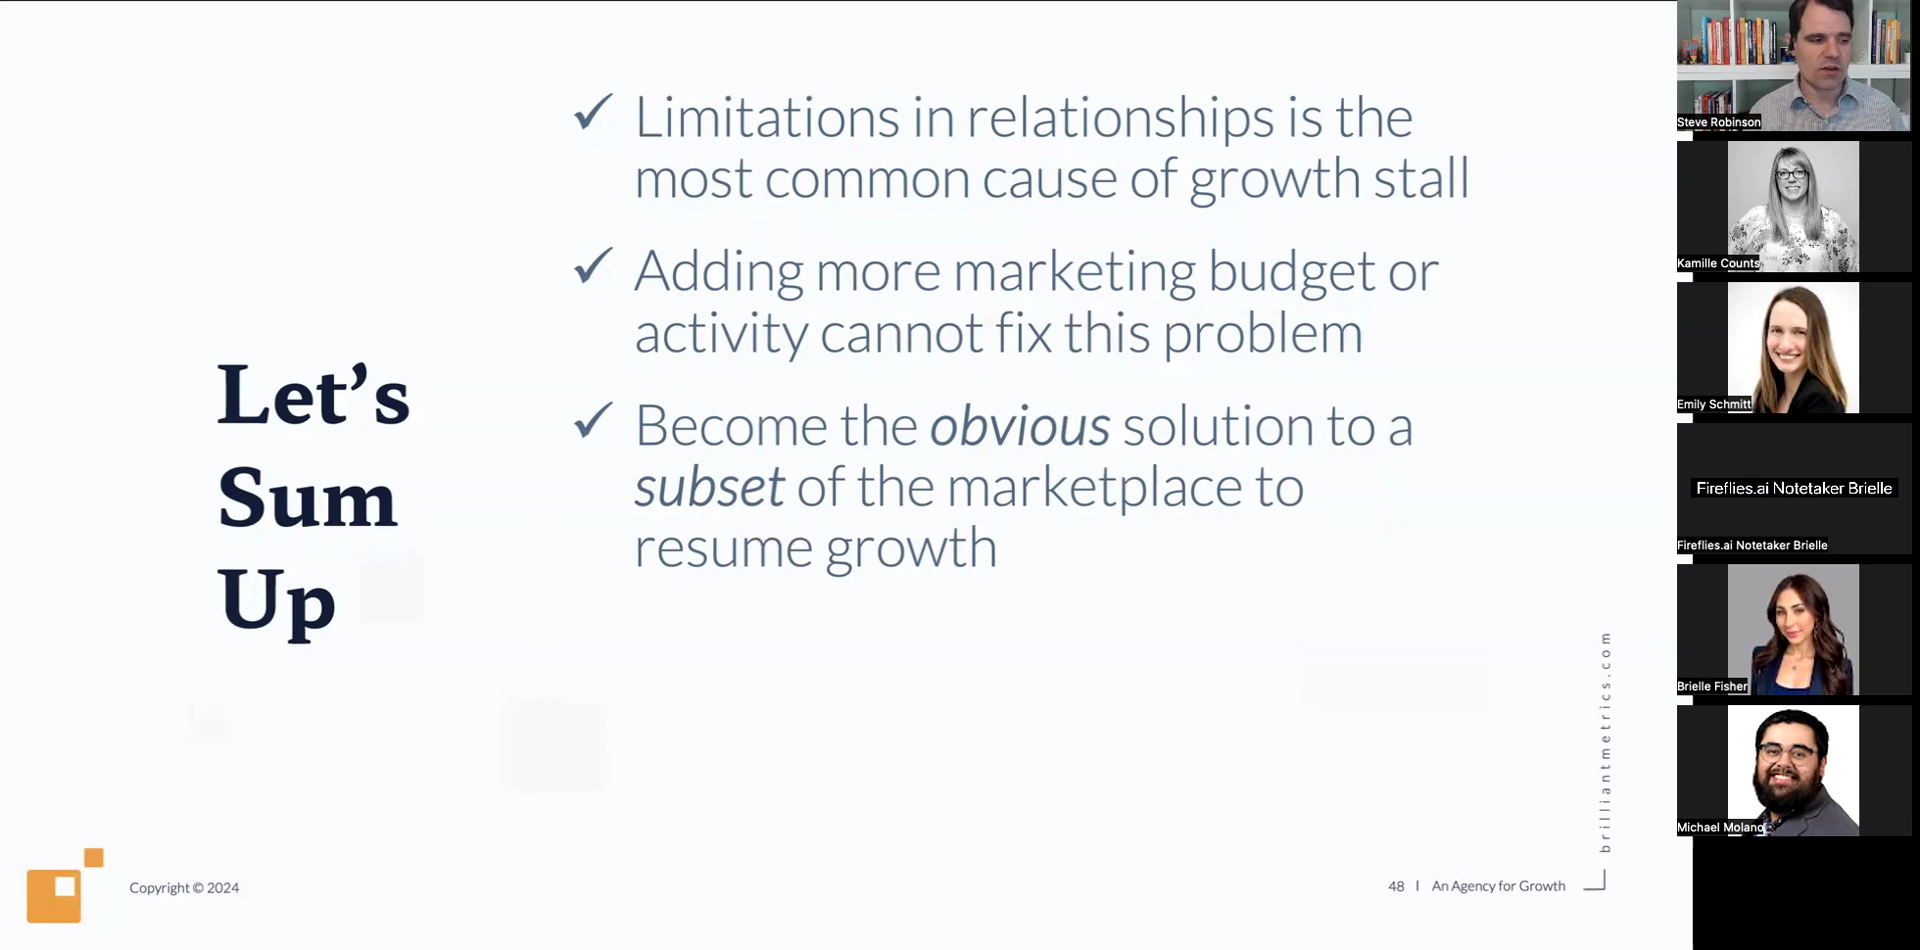 Let’s
Sum
Up
✓ Limitations in relationships is the
most common cause of growth stall
✓ Adding more marketing budget or
activity cannot fix this problem
✓ Become the obvious solution to a
subset of the marketplace to
resume growth
brilliantmetrics.com
Copyright © 2024
48 | An Agency for Growth
Steve Robinson
Kamille Counts
Emily Schmitt
Fireflies.ai Notetaker Brielle
Fireflies.ai Notetaker Brielle
Brielle Fisher
Michael Molano